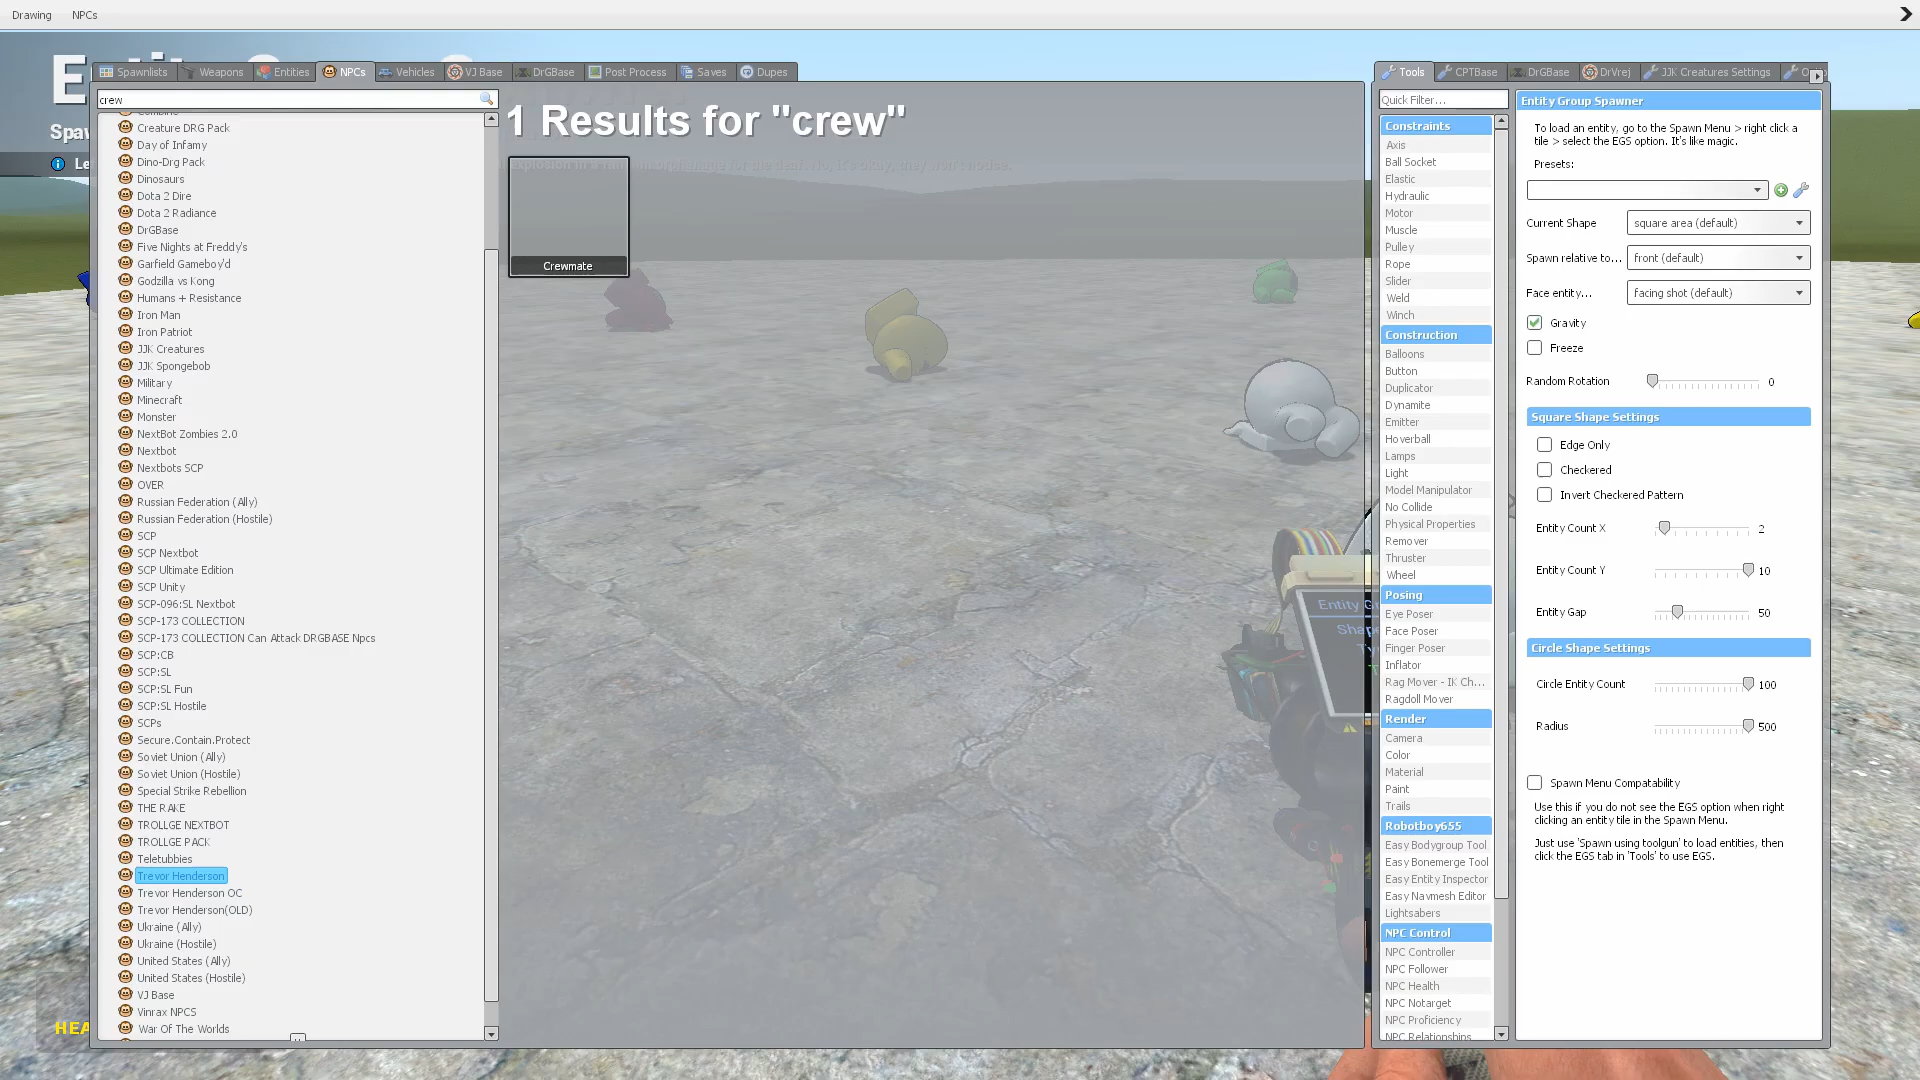 Drawing NPCs
E
Spawnlists Weapons Entities NPCs Vehicles VJ Base DrGBase Post Process Saves Dupes
Tools CPTBase DrGBase DrVrej JJK Creatures Settings
crew
1 Results for "crew"
Crewmate
Creature DRG Pack
Day of Infamy
Dino-Drg Pack
Dinosaurs
Dota 2 Dire
Dota 2 Radiance
DrGBase
Five Nights at Freddy's
Garfield Gameboy'd
Godzilla vs Kong
Humans + Resistance
Iron Man
Iron Patriot
JJK Creatures
JJK Spongebob
Military
Minecraft
Monster
NextBot Zombies 2.0
Nextbot
Nextbots SCP
OVER
Russian Federation (Ally)
Russian Federation (Hostile)
SCP
SCP Nextbot
SCP Ultimate Edition
SCP Unity
SCP-096:SL Nextbot
SCP-173 COLLECTION
SCP-173 COLLECTION Can Attack DRGBASE Npcs
SCP:CB
SCP:SL
SCP:SL Fun
SCP:SL Hostile
SCPs
Secure.Contain.Protect
Soviet Union (Ally)
Soviet Union (Hostile)
Special Strike Rebellion
THE RAKE
TROLLGE NEXTBOT
TROLLGE PACK
Teletubbies
Trevor Henderson
Trevor Henderson OC
Trevor Henderson(OLD)
Ukraine (Ally)
Ukraine (Hostile)
United States (Ally)
United States (Hostile)
VJ Base
Vinrax NPCS
War Of The Worlds
HEA
Entity G
Shap
Ty
Quick Filter...
Constraints
Axis
Ball Socket
Elastic
Hydraulic
Motor
Muscle
Pulley
Rope
Slider
Weld
Winch
Construction
Balloons
Button
Duplicator
Dynamite
Emitter
Hoverball
Lamps
Light
Model Manipulator
No Collide
Physical Properties
Remover
Thruster
Wheel
Posing
Eye Poser
Face Poser
Finger Poser
Inflator
Rag Mover - IK Ch...
Ragdoll Mover
Render
Camera
Color
Material
Paint
Trails
Robotboy655
Easy Bodygroup Tool
Easy Bonemerge Tool
Easy Entity Inspector
Easy Navmesh Editor
Lightsabers
NPC Control
NPC Controller
NPC Follower
NPC Health
NPC Notarget
NPC Proficiency
NPC Relationships
Entity Group Spawner
To load an entity, go to the Spawn Menu > right click a
tile > select the EGS option. It's like magic.
Presets:
Current Shape square area (default)
Spawn relative to... front (default)
Face entity... facing shot (default)
Gravity
Freeze
Random Rotation 0
Square Shape Settings
Edge Only
Checkered
Invert Checkered Pattern
Entity Count X 2
Entity Count Y 10
Entity Gap 50
Circle Shape Settings
Circle Entity Count 100
Radius 500
Spawn Menu Compatability
Use this if you do not see the EGS option when right
clicking an entity tile in the Spawn Menu.
Just use 'Spawn using toolgun' to load entities, then
click the EGS tab in 'Tools' to use EGS.